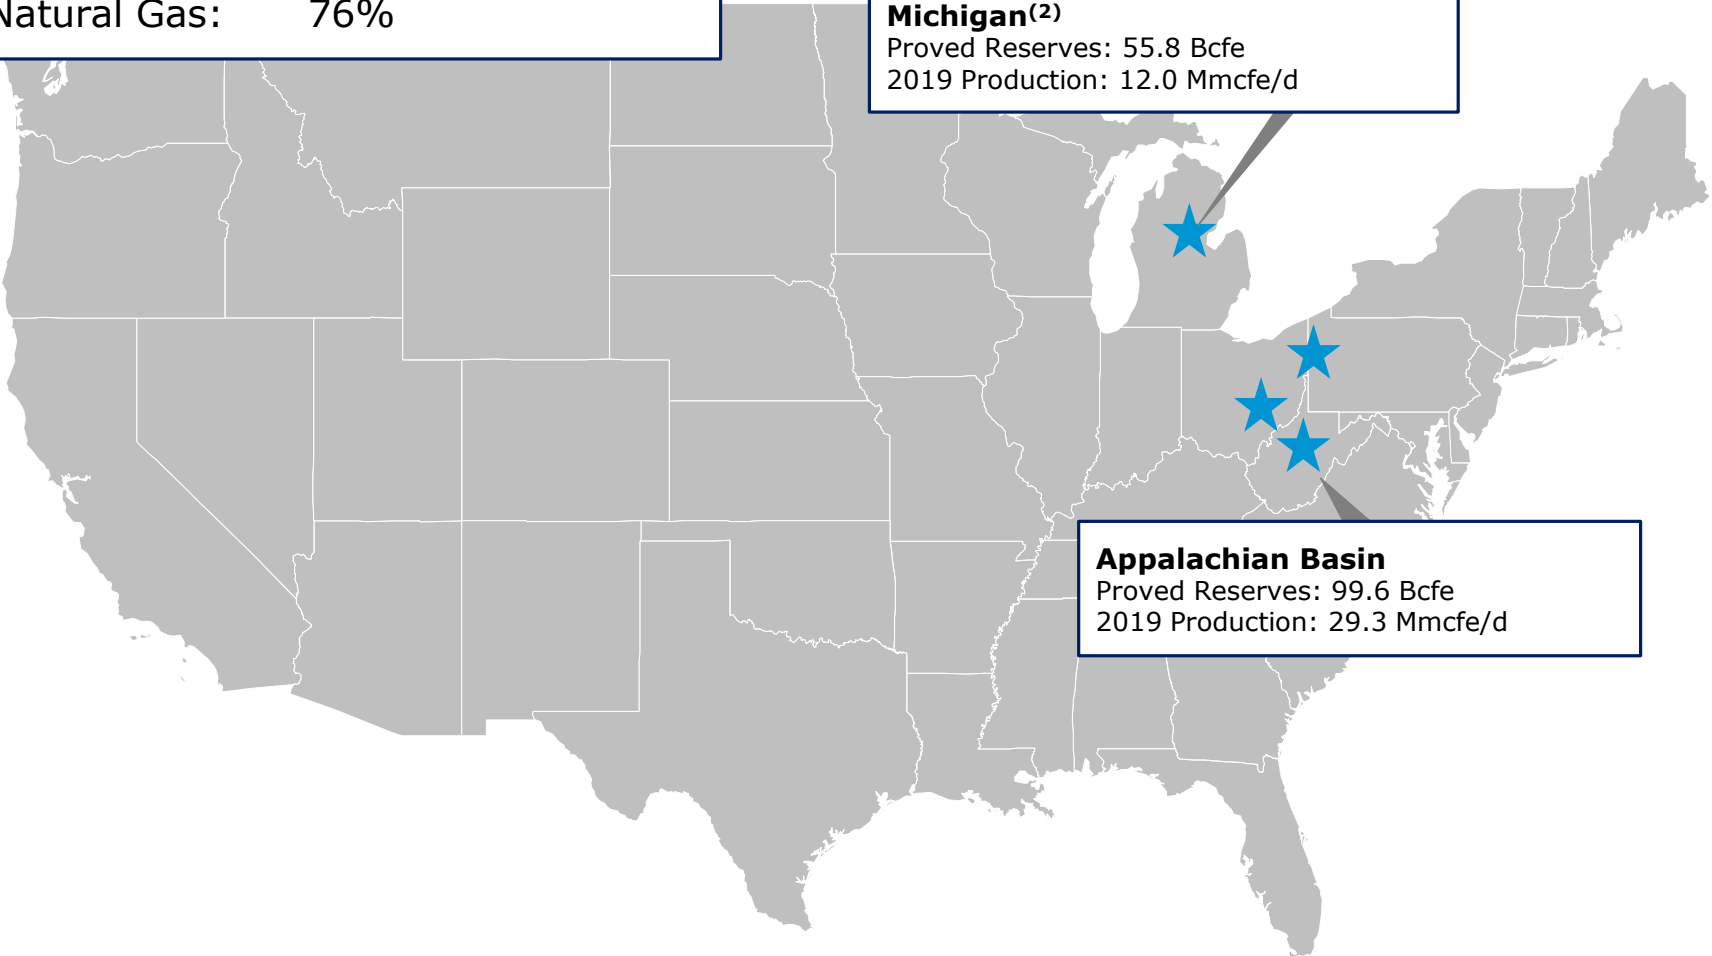 Natural Gas: 76%
Michigan(2)
Proved Reserves: 55.8 Bcfe
2019 Production: 12.0 Mmcfe/d
Appalachian Basin
Proved Reserves: 99.6 Bcfe
2019 Production: 29.3 Mmcfe/d